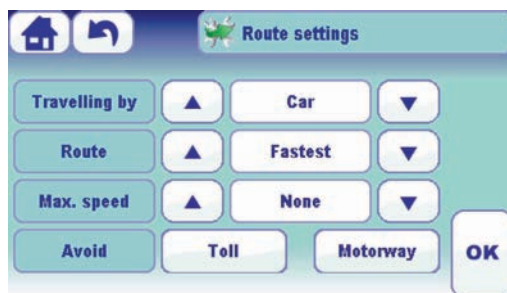 Route settings
Travelling by Car
Route Fastest
Max. speed None
Avoid Toll Motorway
OK